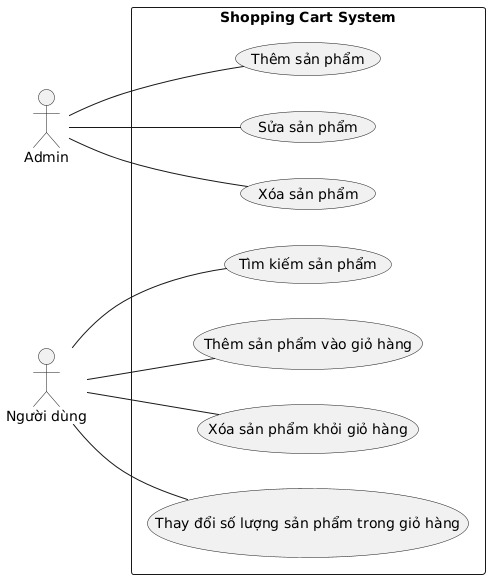 Shopping Cart System
Thêm sản phẩm
Sửa sản phẩm
Admin
Xóa sản phẩm
Tìm kiếm sản phẩm
Thêm sản phẩm vào giỏ hàng
Người dùng
Xóa sản phẩm khỏi giỏ hàng
Thay đổi số lượng sản phẩm trong giỏ hàng